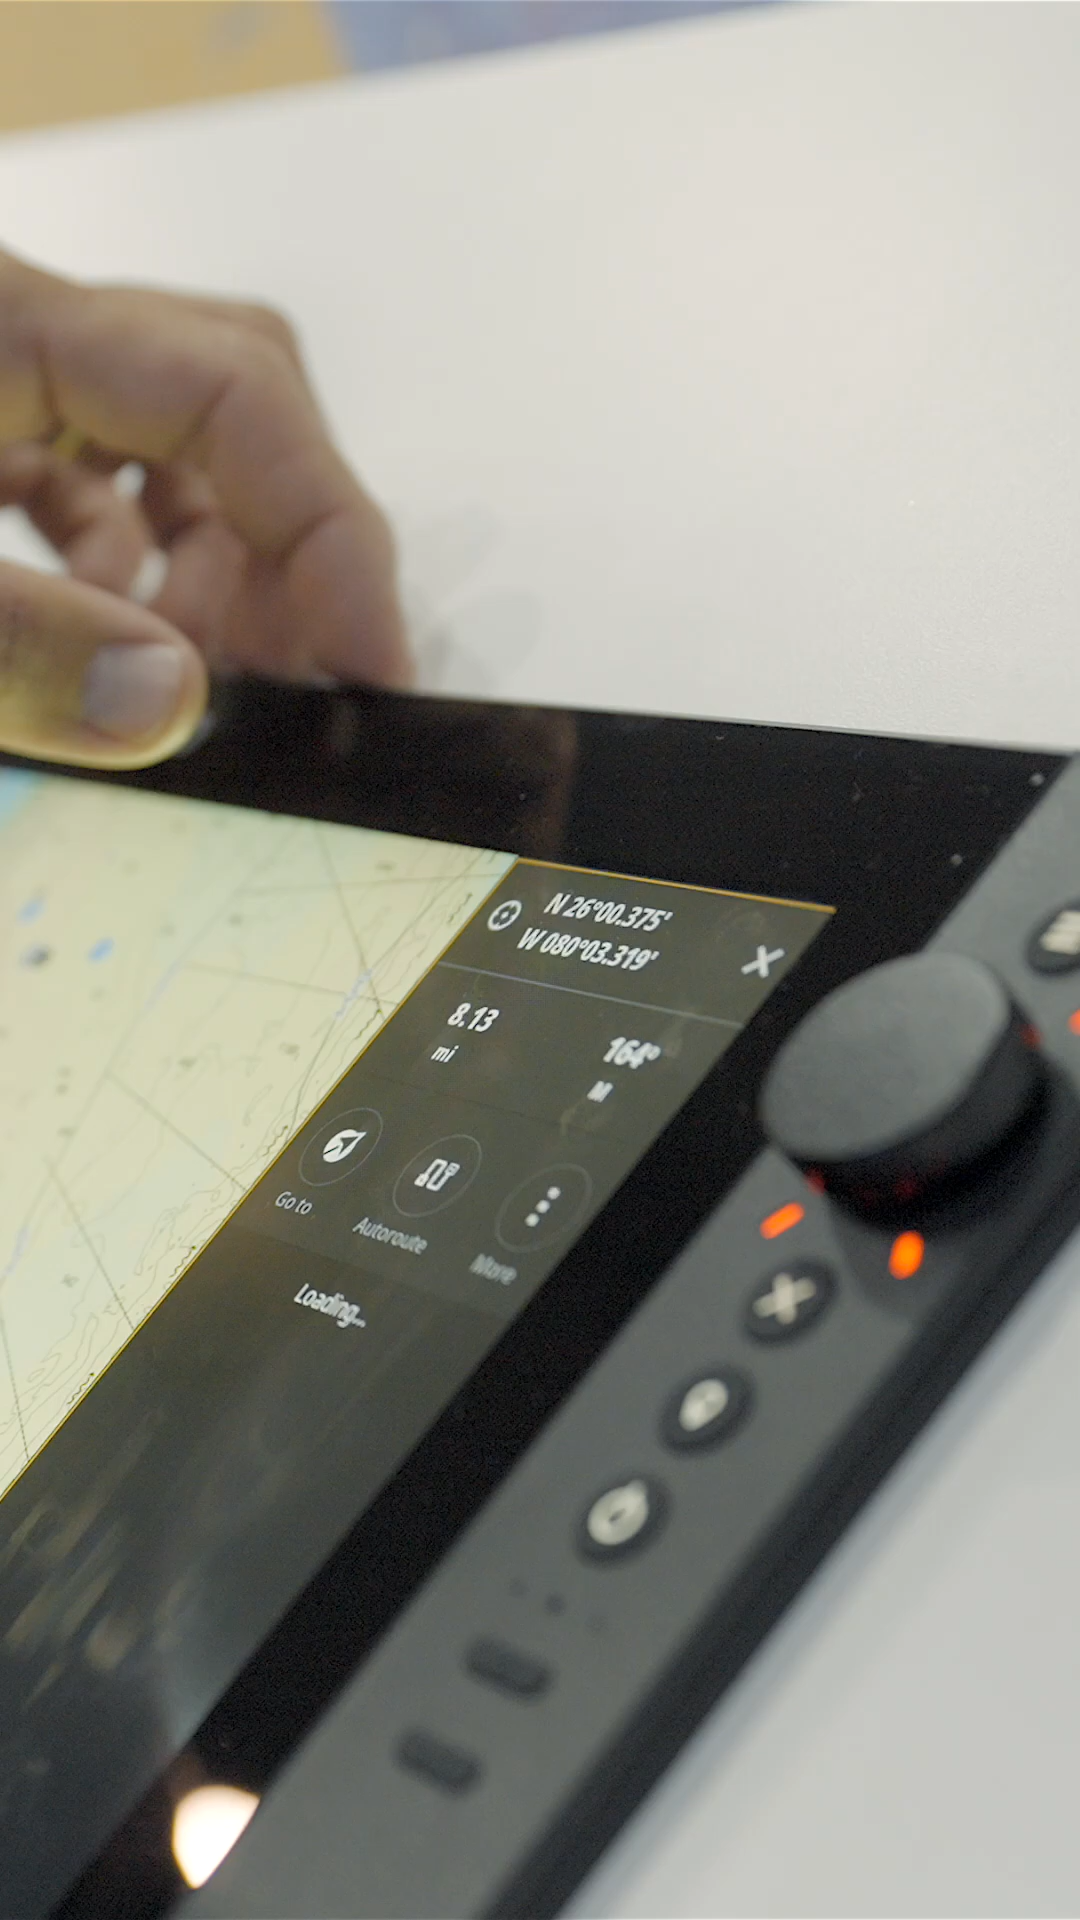 N 26°00.375'
W 080°03.319'
8.13
mi
164°
M
Go to
Autoroute
More
Loading...